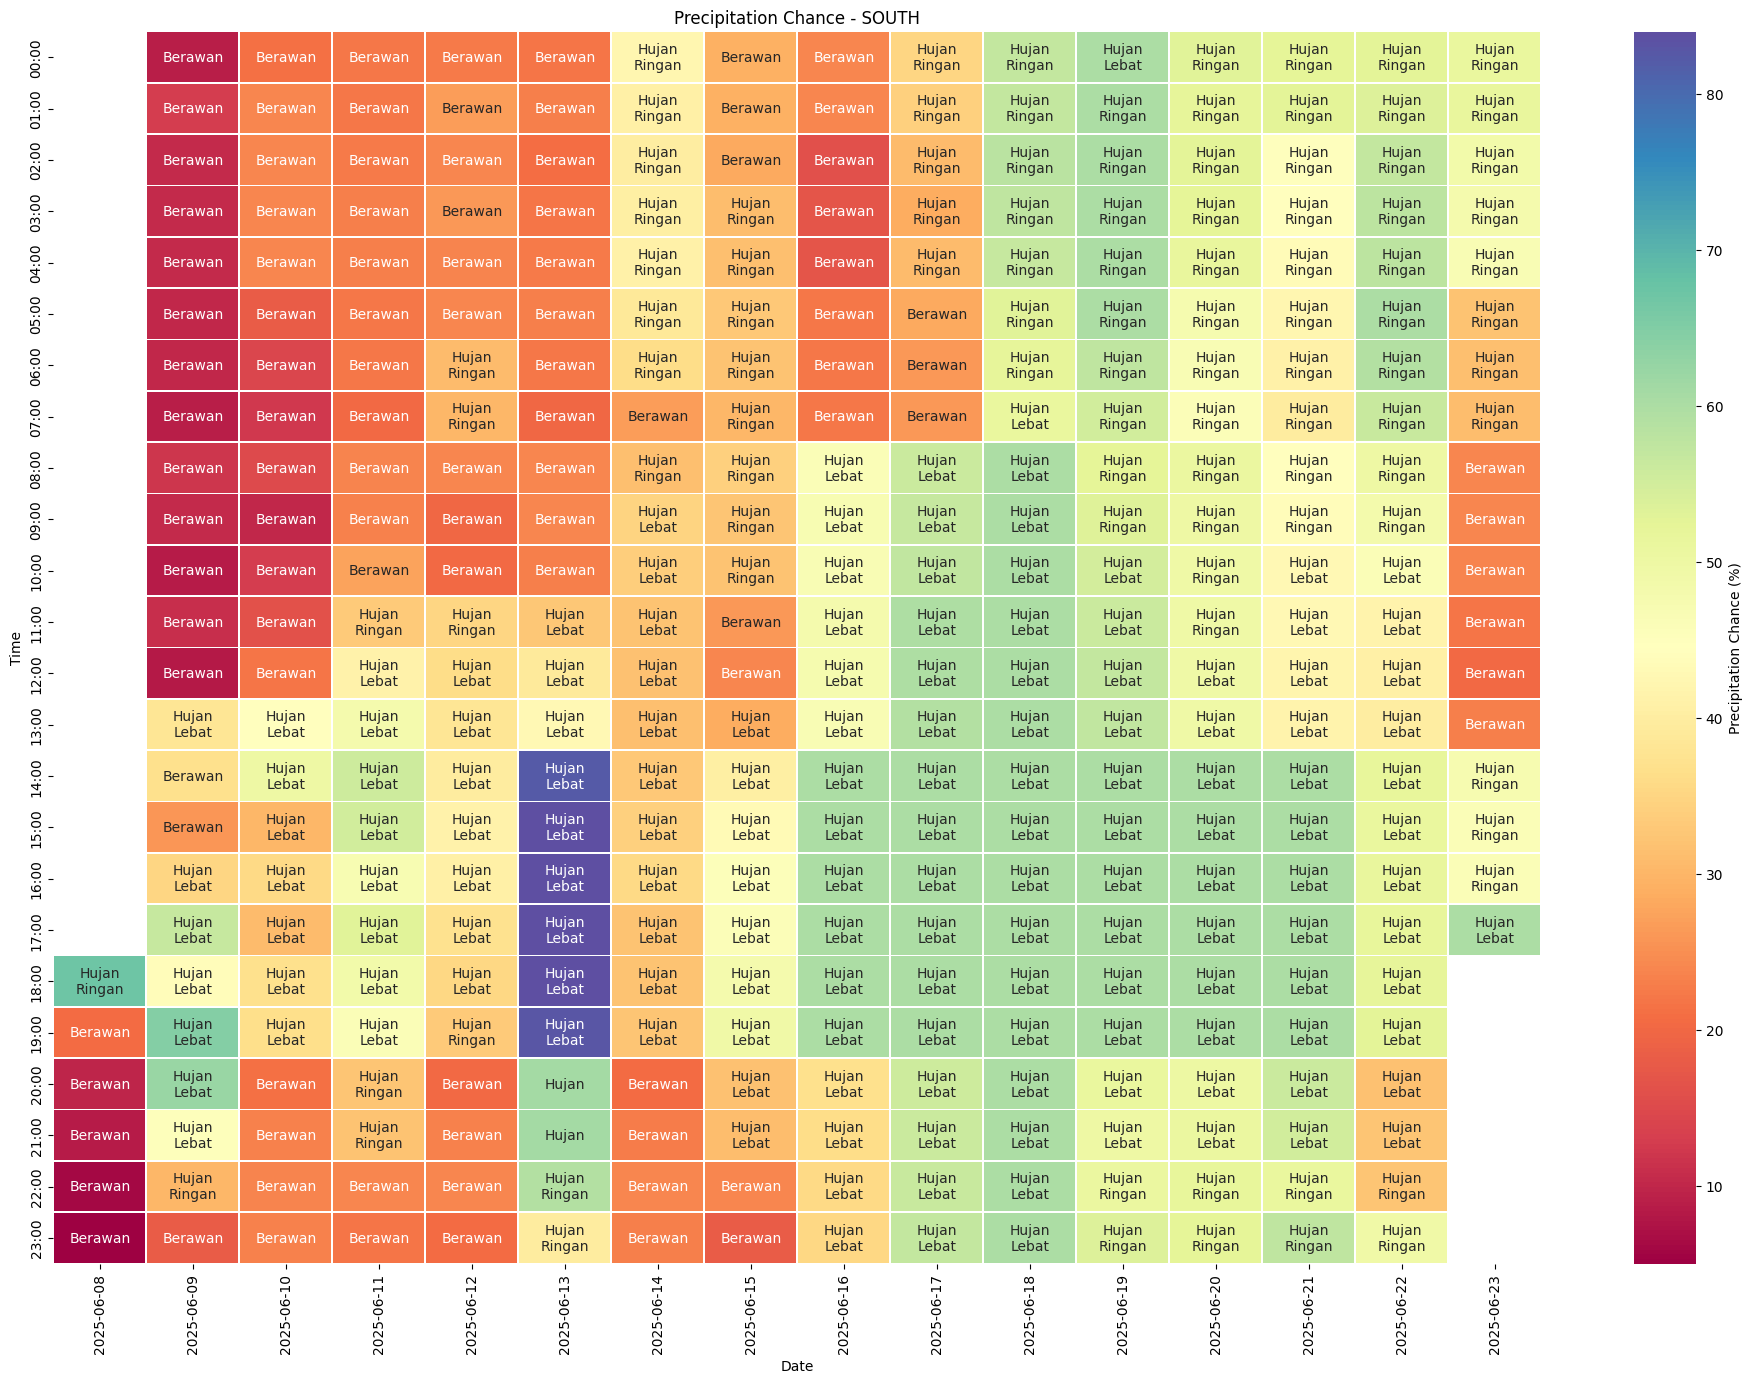 Precipitation Chance - SOUTH
00:00 Berawan Berawan Berawan Berawan Berawan Hujan Ringan Berawan Berawan Hujan Ringan Hujan Ringan Hujan Lebat Hujan Ringan Hujan Ringan Hujan Ringan Hujan Ringan
01:00 Berawan Berawan Berawan Berawan Berawan Hujan Ringan Berawan Berawan Hujan Ringan Hujan Ringan Hujan Ringan Hujan Ringan Hujan Ringan Hujan Ringan Hujan Ringan
02:00 Berawan Berawan Berawan Berawan Berawan Hujan Ringan Berawan Berawan Hujan Ringan Hujan Ringan Hujan Ringan Hujan Ringan Hujan Ringan Hujan Ringan Hujan Ringan
03:00 Berawan Berawan Berawan Berawan Berawan Hujan Ringan Hujan Ringan Berawan Hujan Ringan Hujan Ringan Hujan Ringan Hujan Ringan Hujan Ringan Hujan Ringan Hujan Ringan
04:00 Berawan Berawan Berawan Berawan Berawan Hujan Ringan Hujan Ringan Berawan Hujan Ringan Hujan Ringan Hujan Ringan Hujan Ringan Hujan Ringan Hujan Ringan Hujan Ringan
05:00 Berawan Berawan Berawan Berawan Berawan Hujan Ringan Hujan Ringan Berawan Berawan Hujan Ringan Hujan Ringan Hujan Ringan Hujan Ringan Hujan Ringan Hujan Ringan
06:00 Berawan Berawan Berawan Hujan Ringan Berawan Hujan Ringan Hujan Ringan Berawan Berawan Hujan Ringan Hujan Ringan Hujan Ringan Hujan Ringan Hujan Ringan Hujan Ringan
07:00 Berawan Berawan Berawan Hujan Ringan Berawan Berawan Hujan Ringan Berawan Berawan Hujan Lebat Hujan Ringan Hujan Ringan Hujan Ringan Hujan Ringan Hujan Ringan
08:00 Berawan Berawan Berawan Berawan Berawan Hujan Ringan Hujan Ringan Hujan Lebat Hujan Lebat Hujan Lebat Hujan Ringan Hujan Ringan Hujan Ringan Hujan Ringan Berawan
09:00 Berawan Berawan Berawan Berawan Berawan Hujan Lebat Hujan Ringan Hujan Lebat Hujan Lebat Hujan Lebat Hujan Ringan Hujan Ringan Hujan Ringan Hujan Ringan Berawan
10:00 Berawan Berawan Berawan Berawan Berawan Hujan Lebat Hujan Ringan Hujan Lebat Hujan Lebat Hujan Lebat Hujan Lebat Hujan Ringan Hujan Lebat Hujan Lebat Berawan
11:00 Berawan Berawan Hujan Ringan Hujan Ringan Hujan Lebat Hujan Lebat Berawan Hujan Lebat Hujan Lebat Hujan Lebat Hujan Lebat Hujan Ringan Hujan Lebat Hujan Lebat Berawan
12:00 Berawan Berawan Hujan Lebat Hujan Lebat Hujan Lebat Hujan Lebat Berawan Hujan Lebat Hujan Lebat Hujan Lebat Hujan Lebat Hujan Lebat Hujan Lebat Hujan Lebat Berawan
13:00 Hujan Lebat Hujan Lebat Hujan Lebat Hujan Lebat Hujan Lebat Hujan Lebat Hujan Lebat Hujan Lebat Hujan Lebat Hujan Lebat Hujan Lebat Hujan Lebat Hujan Lebat Hujan Lebat Berawan
14:00 Berawan Hujan Lebat Hujan Lebat Hujan Lebat Hujan Lebat Hujan Lebat Hujan Lebat Hujan Lebat Hujan Lebat Hujan Lebat Hujan Lebat Hujan Lebat Hujan Lebat Hujan Lebat Hujan Ringan
15:00 Berawan Hujan Lebat Hujan Lebat Hujan Lebat Hujan Lebat Hujan Lebat Hujan Lebat Hujan Lebat Hujan Lebat Hujan Lebat Hujan Lebat Hujan Lebat Hujan Lebat Hujan Lebat Hujan Ringan
16:00 Hujan Lebat Hujan Lebat Hujan Lebat Hujan Lebat Hujan Lebat Hujan Lebat Hujan Lebat Hujan Lebat Hujan Lebat Hujan Lebat Hujan Lebat Hujan Lebat Hujan Lebat Hujan Lebat Hujan Ringan
17:00 Hujan Lebat Hujan Lebat Hujan Lebat Hujan Lebat Hujan Lebat Hujan Lebat Hujan Lebat Hujan Lebat Hujan Lebat Hujan Lebat Hujan Lebat Hujan Lebat Hujan Lebat Hujan Lebat Hujan Lebat
18:00 Hujan Ringan Hujan Lebat Hujan Lebat Hujan Lebat Hujan Lebat Hujan Lebat Hujan Lebat Hujan Lebat Hujan Lebat Hujan Lebat Hujan Lebat Hujan Lebat Hujan Lebat Hujan Lebat Hujan Lebat
19:00 Berawan Hujan Lebat Hujan Lebat Hujan Lebat Hujan Ringan Hujan Lebat Hujan Lebat Hujan Lebat Hujan Lebat Hujan Lebat Hujan Lebat Hujan Lebat Hujan Lebat Hujan Lebat Hujan Lebat
20:00 Berawan Hujan Lebat Berawan Hujan Ringan Berawan Hujan Berawan Hujan Lebat Hujan Lebat Hujan Lebat Hujan Lebat Hujan Lebat Hujan Lebat Hujan Lebat Hujan Lebat
21:00 Berawan Hujan Lebat Berawan Hujan Ringan Berawan Hujan Berawan Hujan Lebat Hujan Lebat Hujan Lebat Hujan Lebat Hujan Lebat Hujan Lebat Hujan Lebat Hujan Lebat
22:00 Berawan Hujan Ringan Berawan Berawan Berawan Hujan Ringan Berawan Berawan Hujan Lebat Hujan Lebat Hujan Lebat Hujan Ringan Hujan Ringan Hujan Ringan Hujan Ringan
23:00 Berawan Berawan Berawan Berawan Berawan Hujan Ringan Berawan Berawan Hujan Lebat Hujan Lebat Hujan Lebat Hujan Ringan Hujan Ringan Hujan Ringan Hujan Ringan
Time
2025-06-08
2025-06-09
2025-06-10
2025-06-11
2025-06-12
2025-06-13
2025-06-14
2025-06-15
2025-06-16
2025-06-17
2025-06-18
2025-06-19
2025-06-20
2025-06-21
2025-06-22
2025-06-23
Date
80
70
60
50
40
30
20
10
Precipitation Chance (%)